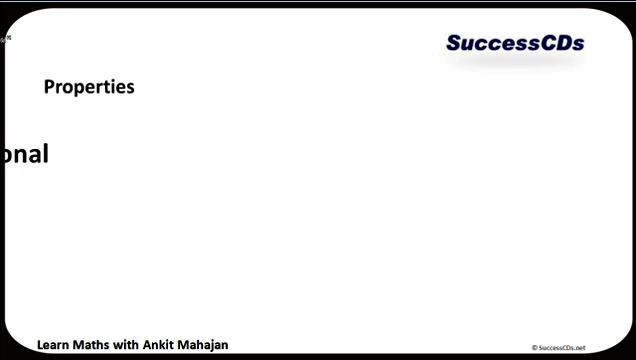 SuccessCDs
Properties
onal
Learn Maths with Ankit Mahajan
© SuccessCDs.net